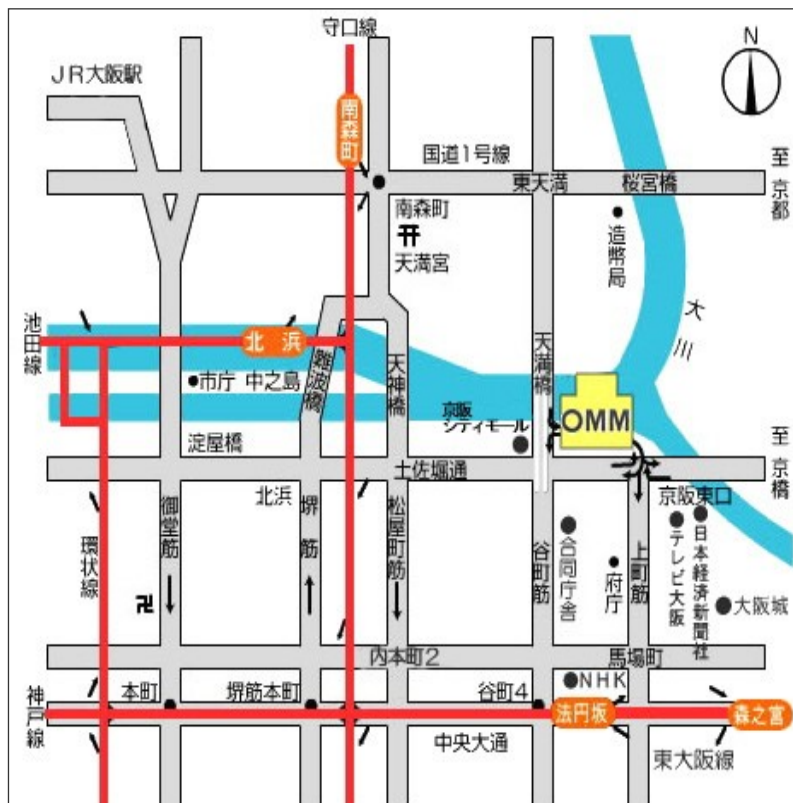 守口線
N
JR大阪駅
南森町
国道1号線
至京都
東天満
桜宮橋
南森町
天満宮
造幣局
大川
池田線
北浜
難波橋
天神橋
天満橋
市庁 中之島
京阪
シティモール
OMM
淀屋橋
土佐堀通
至京橋
北浜
京阪東口
環状線
御堂筋
堺筋
松屋町筋
谷町筋
合同庁舎
府庁
上町筋
テレビ大阪
日本経済新聞社
大阪城
内本町2
馬場町
神戸線
本町
堺筋本町
谷町4
NHK
法円坂
森之宮
中央大通
東大阪線